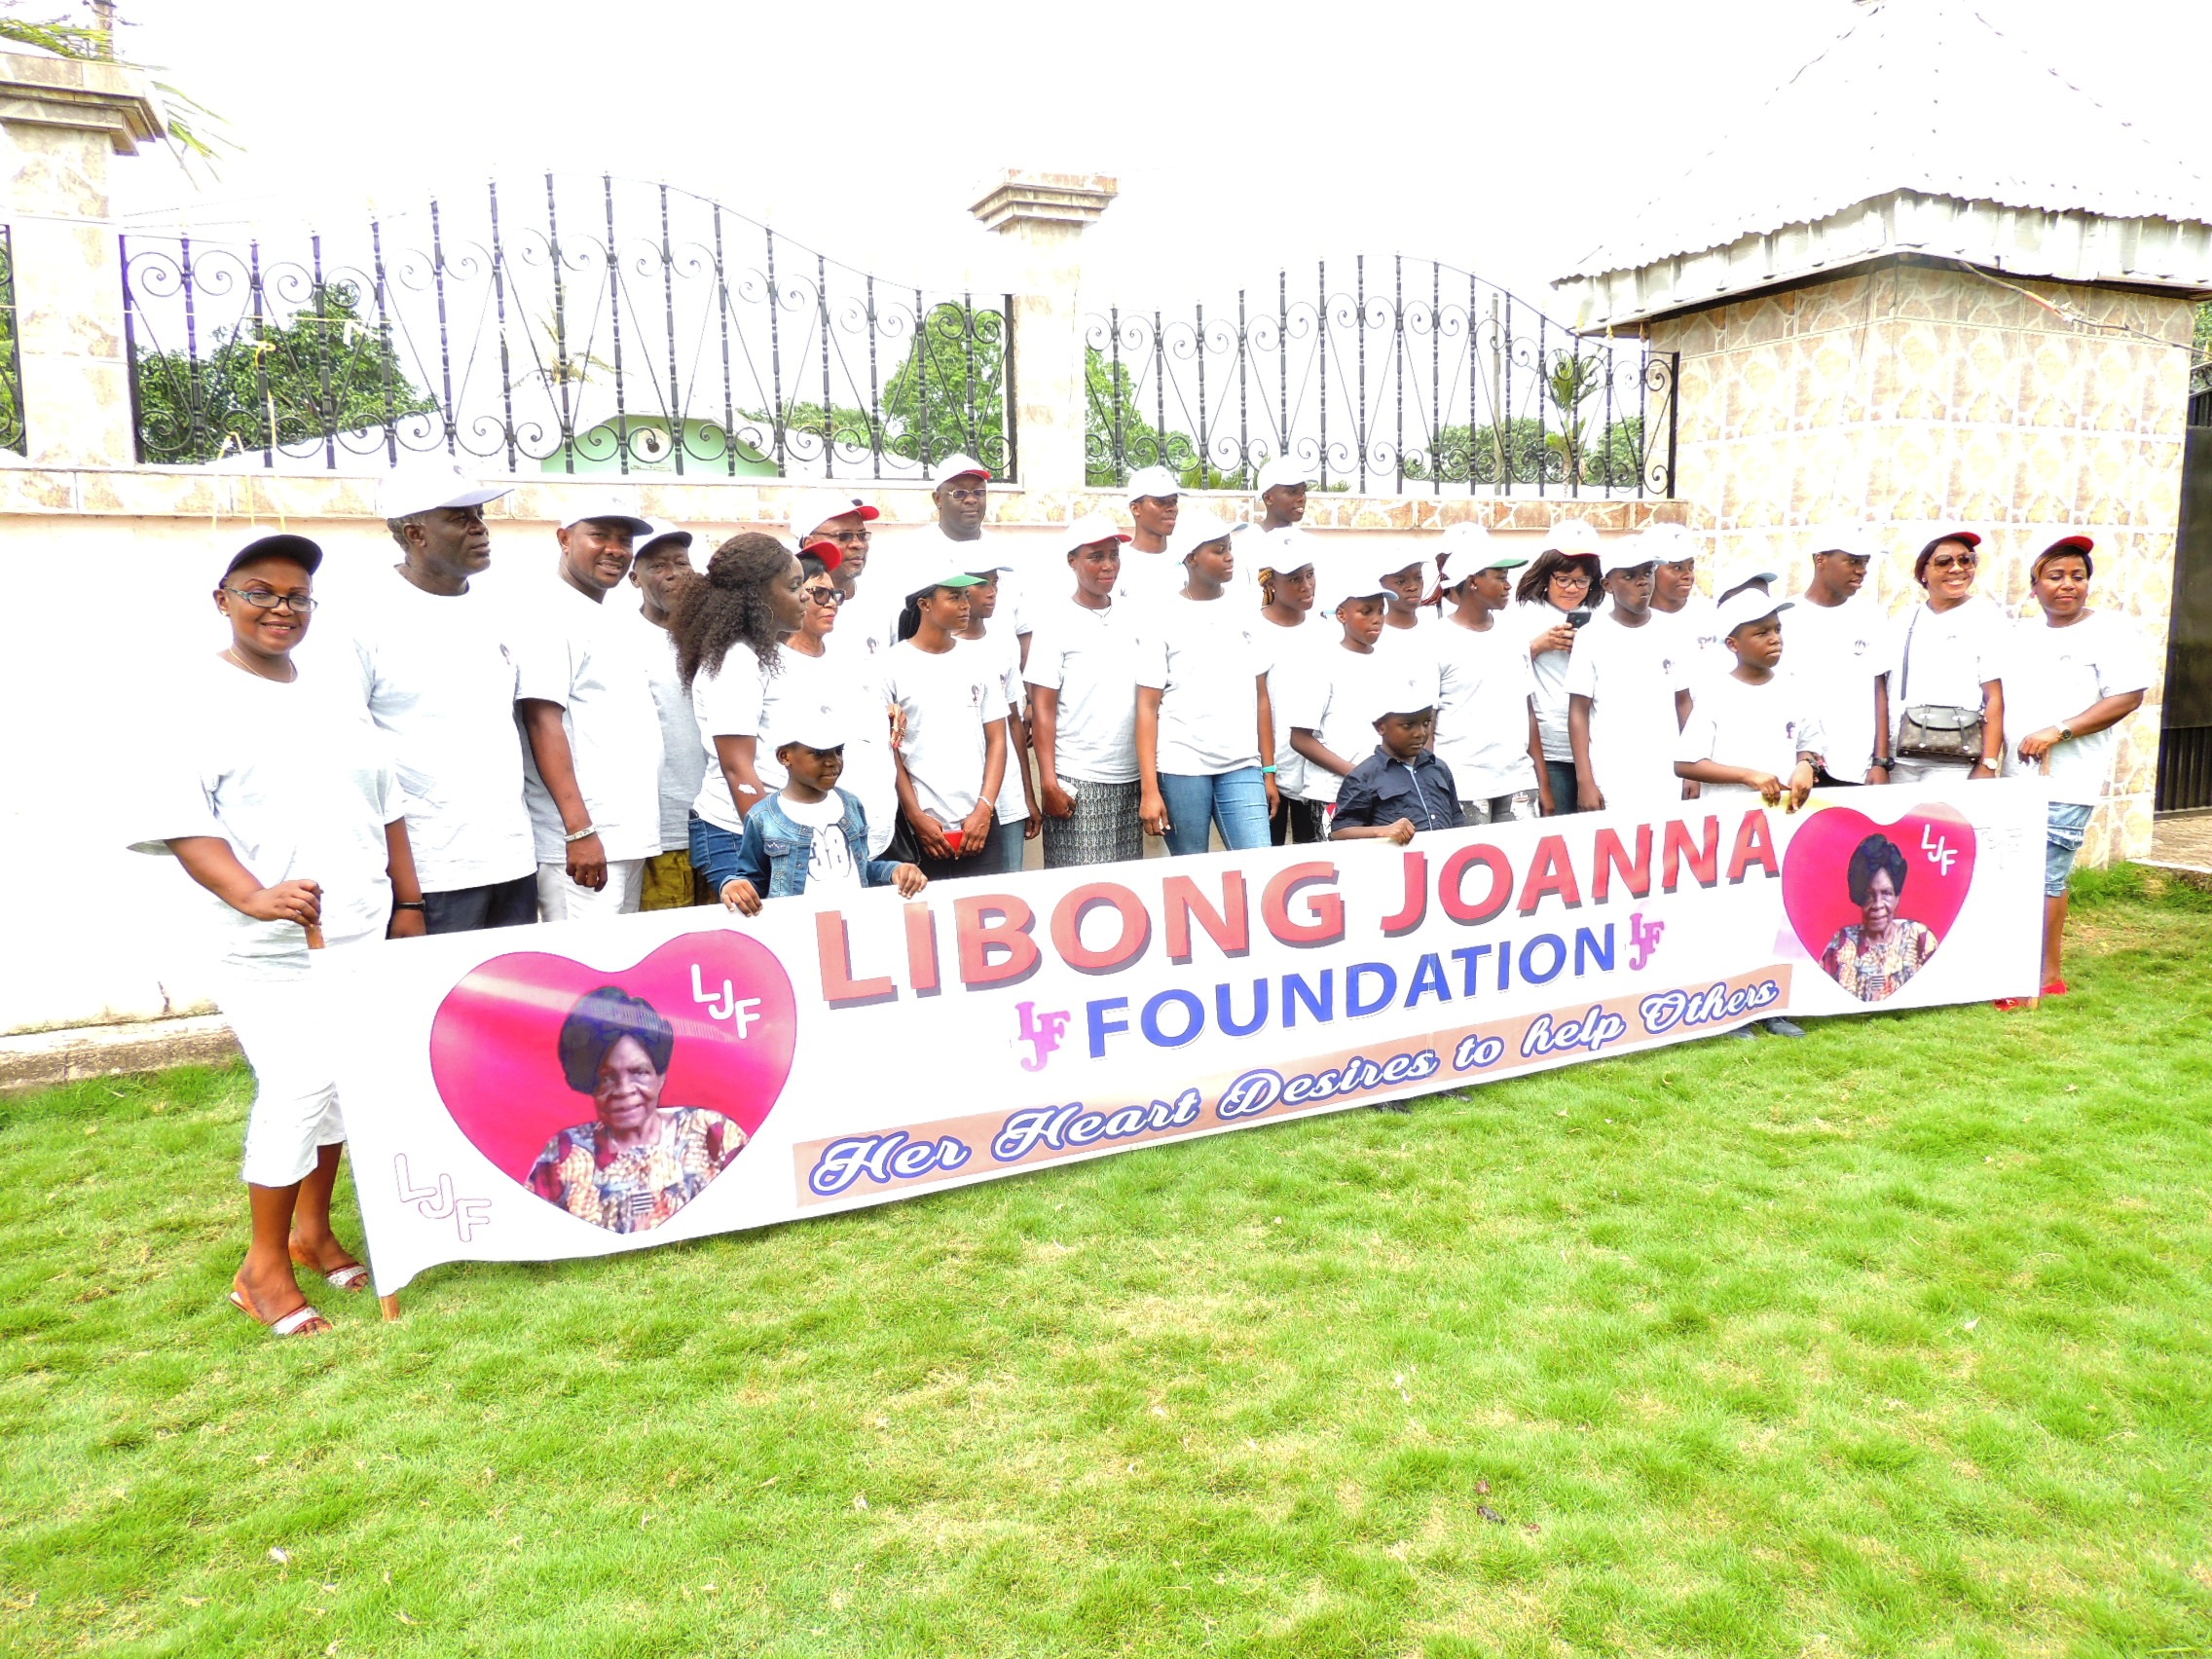 LIBONG JOANNA
LJF FOUNDATION LJF
Her Heart Desires to help Others
LJF
LJF
LJF